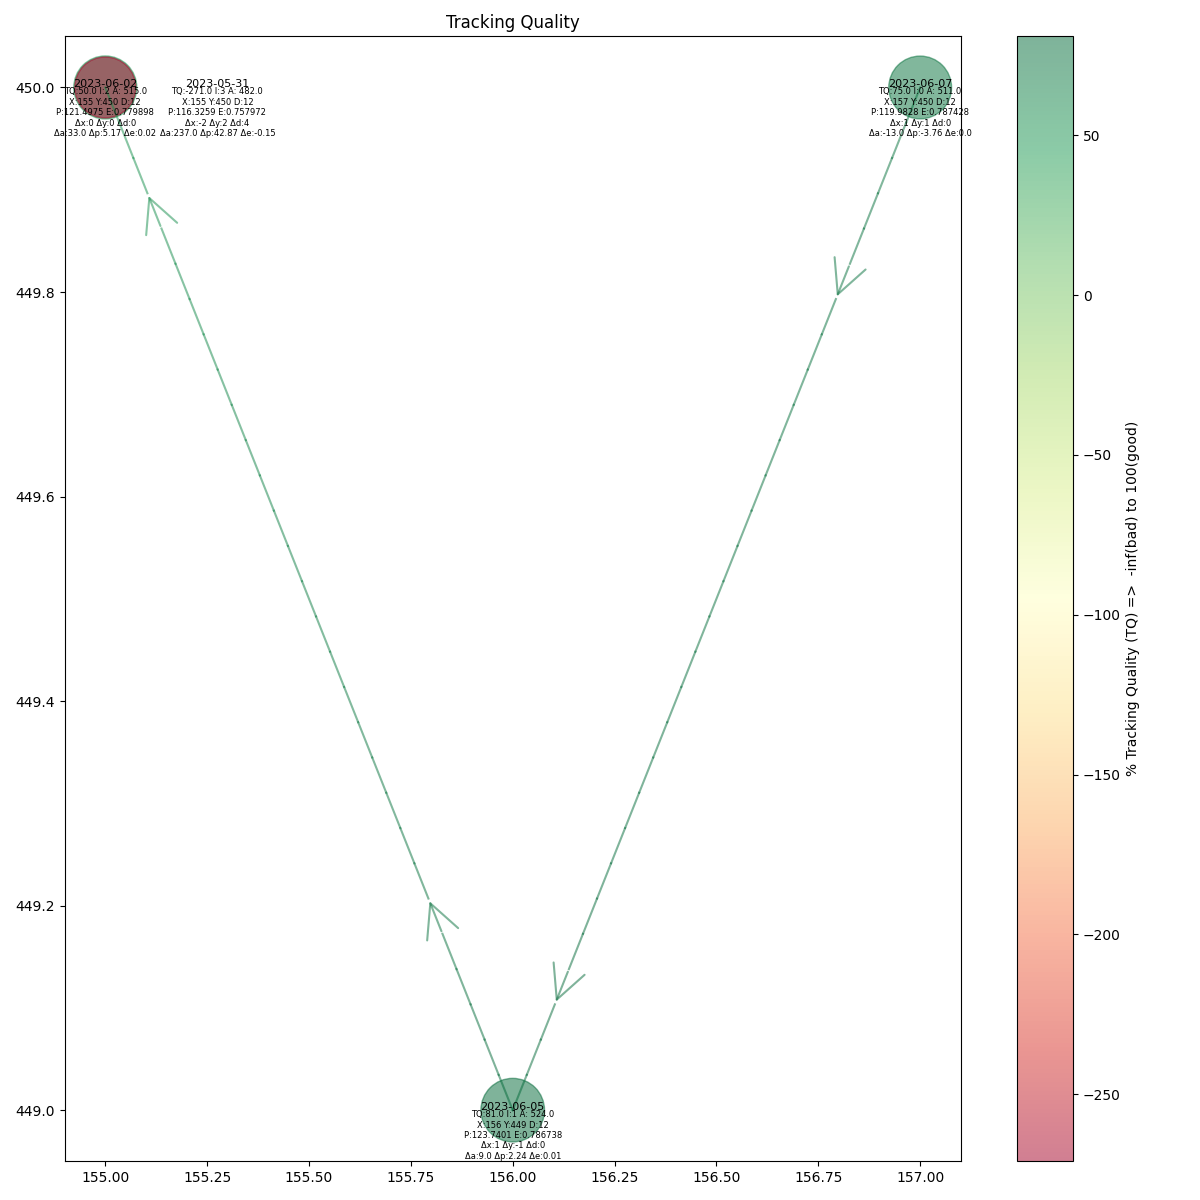 Tracking Quality
2023-06-02
TQ:50.0 I:2 A: 515.0
X:155 Y:450 D:12
P:121.4975 E:0.779898
Δx:0 Δy:0 Δd:0
Δa:33.0 Δp:5.17 Δe:0.02
2023-05-31
TQ:-271.0 I:3 A: 482.0
X:155 Y:450 D:12
P:116.3259 E:0.757972
Δx:-2 Δy:2 Δd:4
Δa:237.0 Δp:42.87 Δe:-0.15
2023-06-07
TQ:75.0 I:0 A: 511.0
X:157 Y:450 D:12
P:119.9828 E:0.787428
Δx:1 Δy:1 Δd:0
Δa:-13.0 Δp:-3.76 Δe:0.0
2023-06-05
TQ:81.0 I:1 A: 524.0
X:156 Y:449 D:12
P:123.7401 E:0.786738
Δx:1 Δy:-1 Δd:0
Δa:9.0 Δp:2.24 Δe:0.01
450.0
449.8
449.6
449.4
449.2
449.0
155.00 155.25 155.50 155.75 156.00 156.25 156.50 156.75 157.00
50
0
−50
−100
−150
−200
−250
% Tracking Quality (TQ) => -inf(bad) to 100(good)